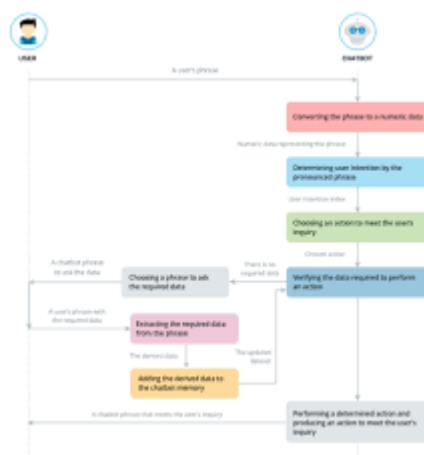 USER
CHATBOT
A user's phrase
Converting the phrase to a numeric data
Numeric data representing the phrase
Determining user intention by the
pronounced phrase
User intention index
Choosing an action to meet the user's
inquiry
Chosen action
A chatbot phrase
to ask the data
Choosing a phrase to ask
the required data
There is no
required data
Verifying the data required to perform
an action
A user's phrase with
the required data
Extracting the required data
from the phrase
The derived data
The updated
dataset
Adding the derived data to
the chatbot memory
A chatbot phrase that meets the user's inquiry
Performing a determined action and
producing an action to meet the user's
inquiry